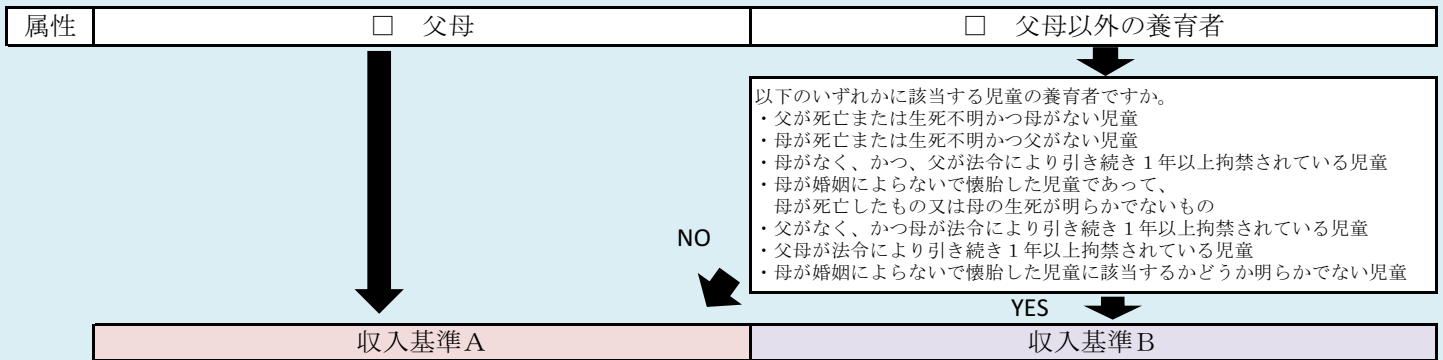 属性
□ 父母
□ 父母以外の養育者
以下のいずれかに該当する児童の養育者ですか。
・父が死亡または生死不明かつ母がない児童
・母が死亡または生死不明かつ父がない児童
・母がなく、かつ、父が法令により引き続き１年以上拘禁されている児童
・母が婚姻によらないで懐胎した児童であって、
母が死亡したもの又は母の生死が明らかでないもの
・父がなく、かつ母が法令により引き続き１年以上拘禁されている児童
・父母が法令により引き続き１年以上拘禁されている児童
・母が婚姻によらないで懐胎した児童に該当するかどうか明らかでない児童
NO
YES
収入基準Ａ
収入基準Ｂ